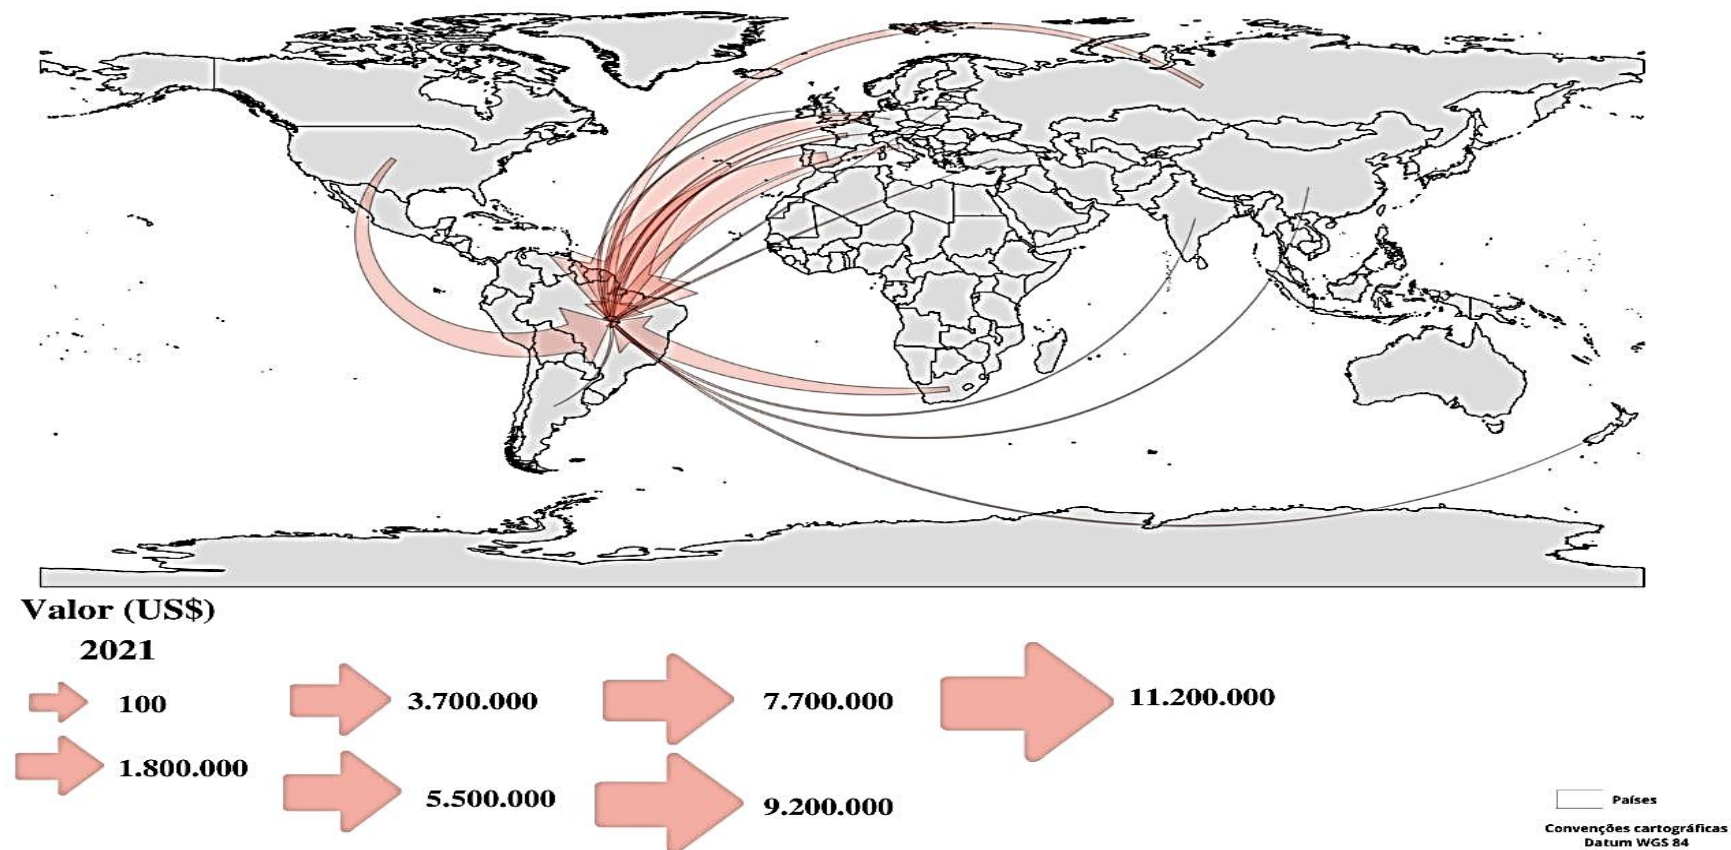 Valor (US$)
2021
100
1.800.000
3.700.000
5.500.000
7.700.000
9.200.000
11.200.000
Países
Convenções cartográficas
Datum WGS 84